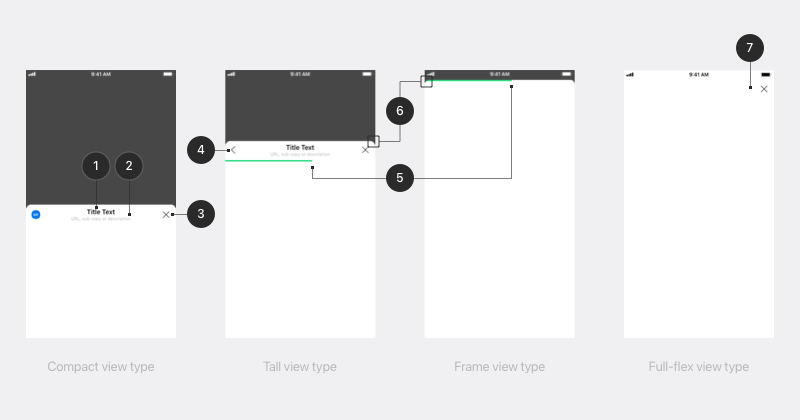 7
9:41 AM
9:41 AM
9:41 AM
9:41 AM
6
4
Title Text
URL, sub copy or description
1
2
5
3
Title Text
URL, sub copy or description
Compact view type
Tall view type
Frame view type
Full-flex view type